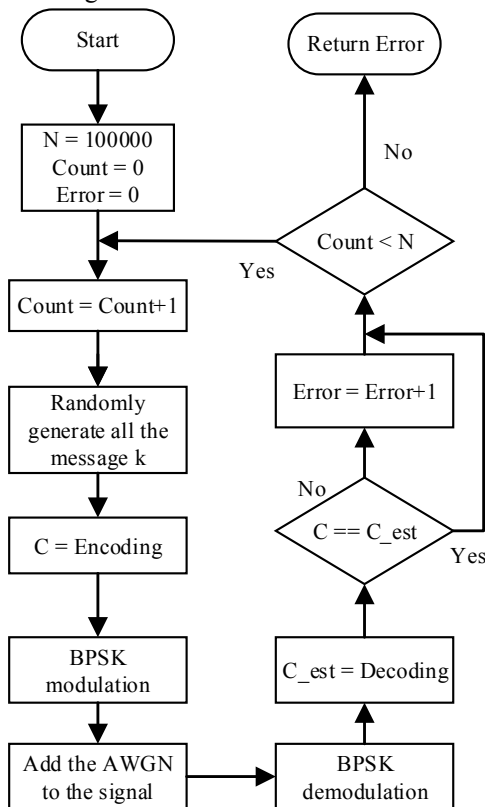 Start
N = 100000
Count = 0
Error = 0
Count = Count+1
Randomly
generate all the
message k
C = Encoding
BPSK
modulation
Add the AWGN
to the signal
BPSK
demodulation
C_est = Decoding
C == C_est
No
Yes
Error = Error+1
Count < N
Yes
No
Return Error